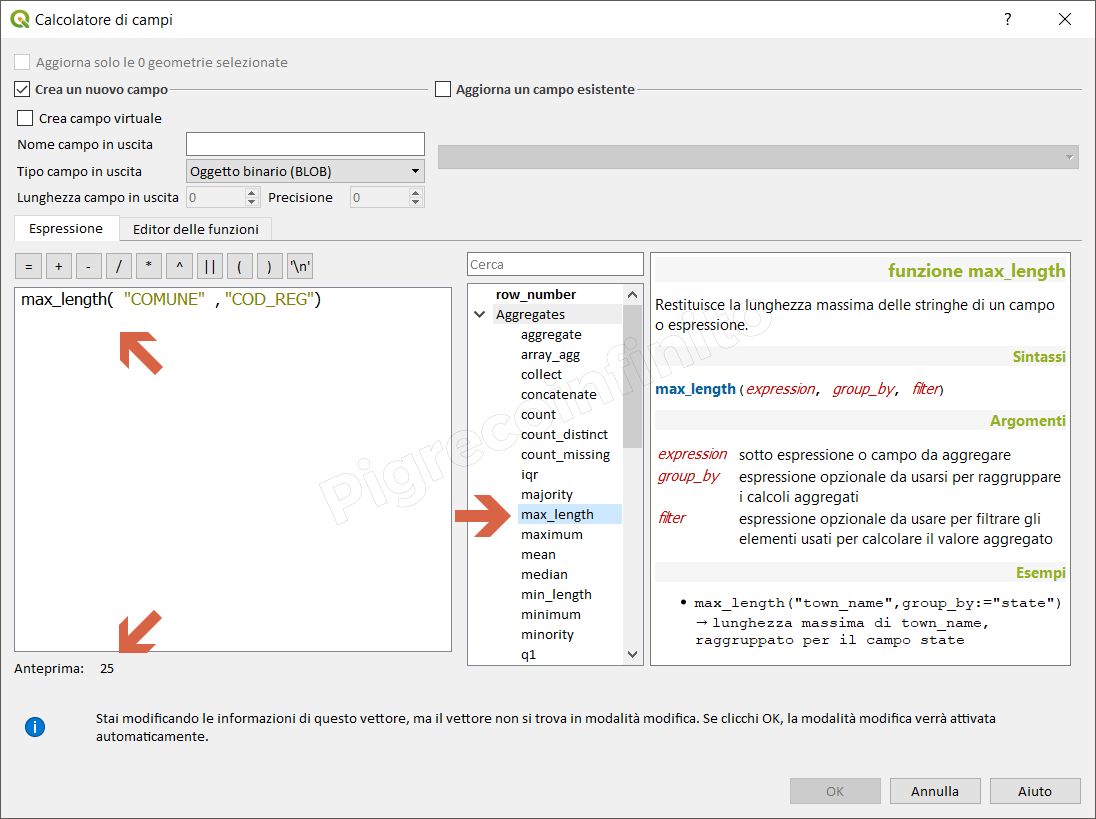 Calcolatore di campi
?
Aggiorna solo le 0 geometrie selezionate
Crea un nuovo campo
Aggiorna un campo esistente
Crea campo virtuale
Nome campo in uscita
Tipo campo in uscita
Oggetto binario (BLOB)
Lunghezza campo in uscita
0
Precisione
0
Espressione
Editor delle funzioni
= + - / * ^ || ( ) '\n'
max_length( "COMUNE" ,"COD_REG")
Anteprima: 25
Cerca
row_number
Aggregates
aggregate
array_agg
collect
concatenate
count
count_distinct
count_missing
iqr
majority
max_length
maximum
mean
median
min_length
minimum
minority
q1
funzione max_length
Restituisce la lunghezza massima delle stringhe di un campo
o espressione.
Sintassi
max_length(expression, group_by, filter)
Argomenti
expression sotto espressione o campo da aggregare
group_by espressione opzionale da usarsi per raggruppare
i calcoli aggregati
filter espressione opzionale da usare per filtrare gli
elementi usati per calcolare il valore aggregato
Esempi
• max_length("town_name",group_by:="state")
→ lunghezza massima di town_name,
raggruppato per il campo state
Pigrecoinfinito
Stai modificando le informazioni di questo vettore, ma il vettore non si trova in modalità modifica. Se clicchi OK, la modalità modifica verrà attivata
automaticamente.
OK
Annulla
Aiuto